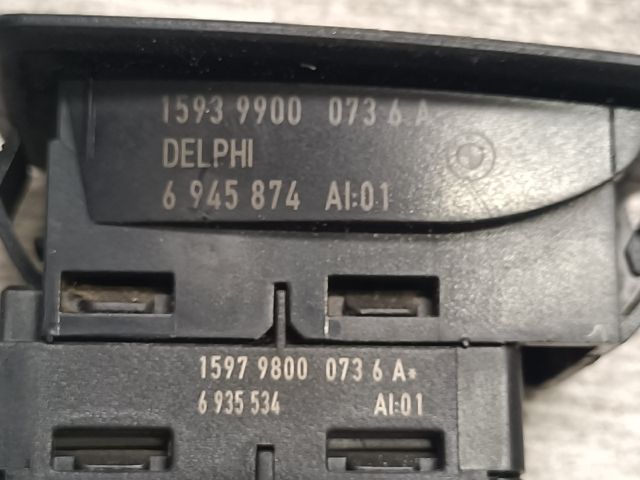 1593 9900 073 6 A
DELPHI
6 945 874 AI:01
1597 9800 073 6 A*
6 935 534 AI:01